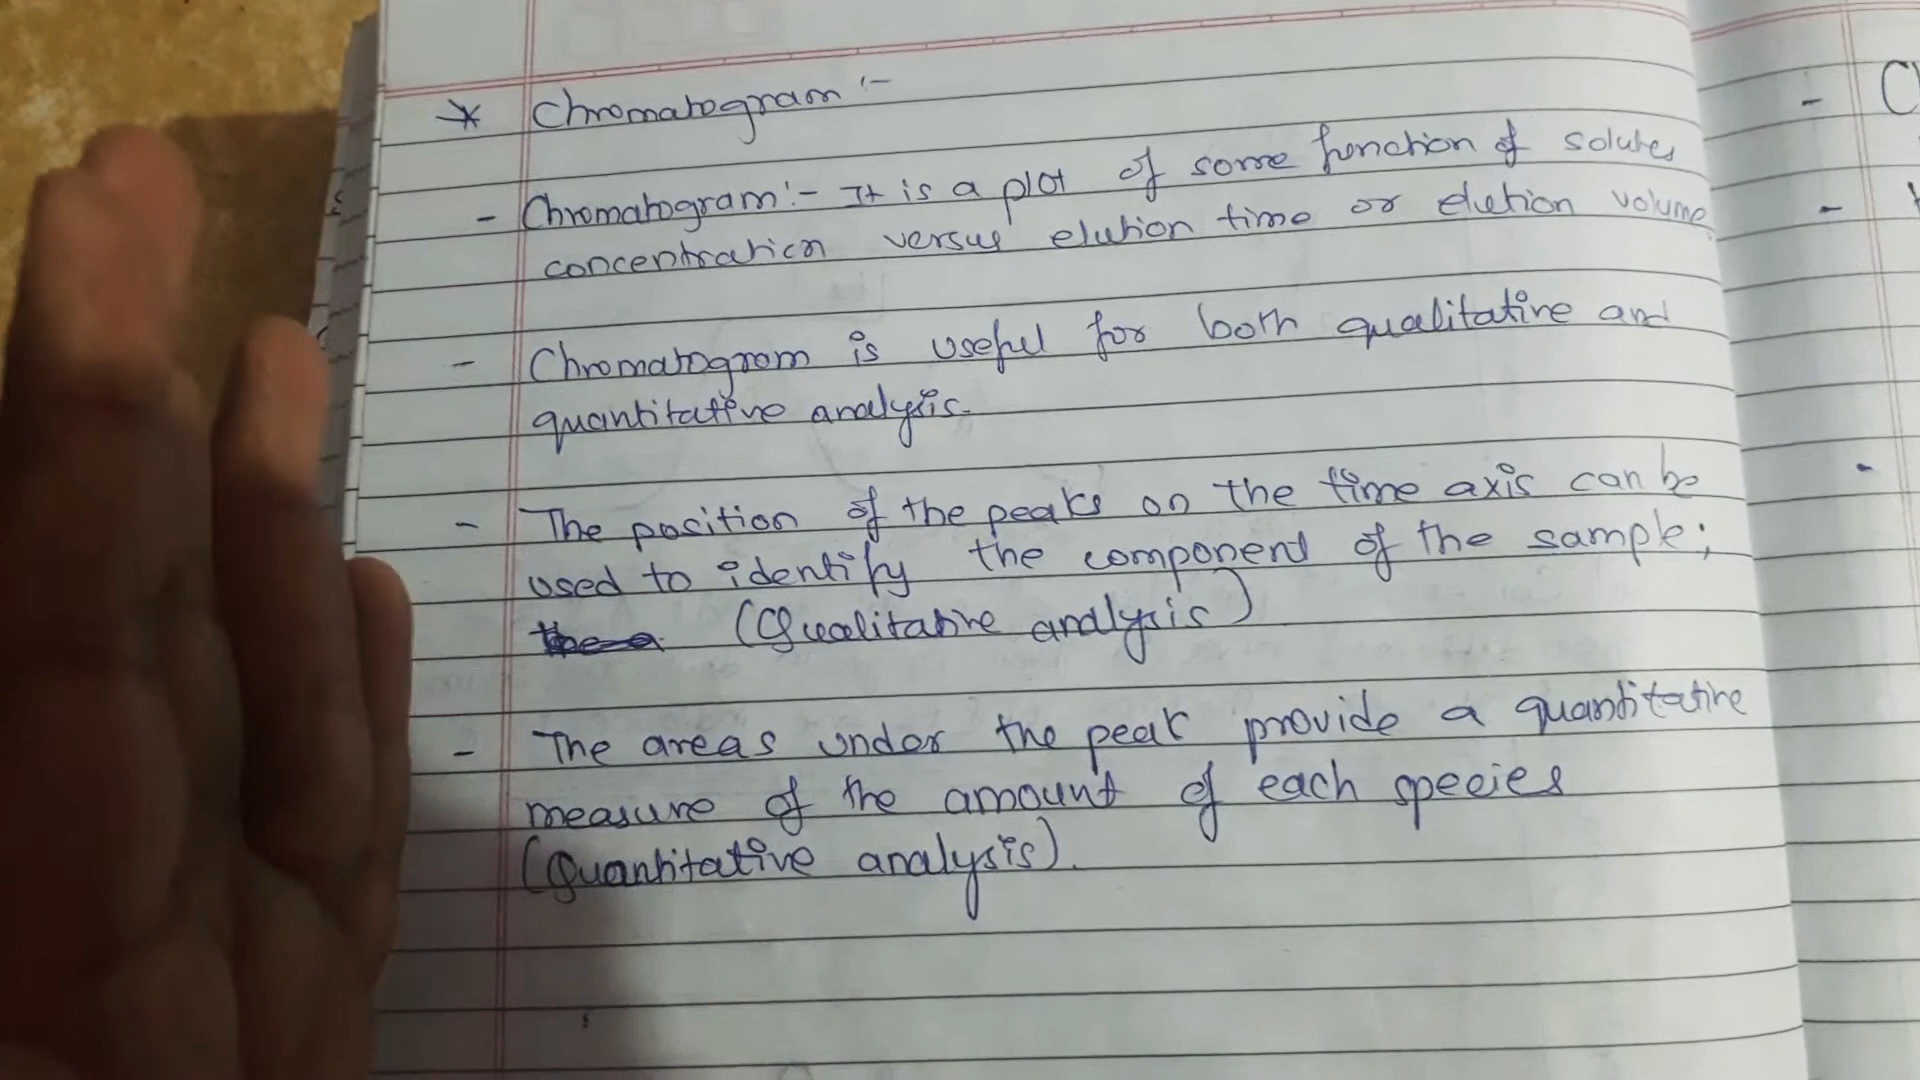 * Chromatogram :-
- Chromatogram :- It is a plot of some function of solutes
concentration versus elution time or elution volume
- Chromatogram is useful for both qualitative and
quantitative analysis.
- The position of the peaks on the time axis can be
used to identify the component of the sample;
(Qualitative analysis)
- The areas under the peak provide a quantitative
measure of the amount of each species
(Quantitative analysis).